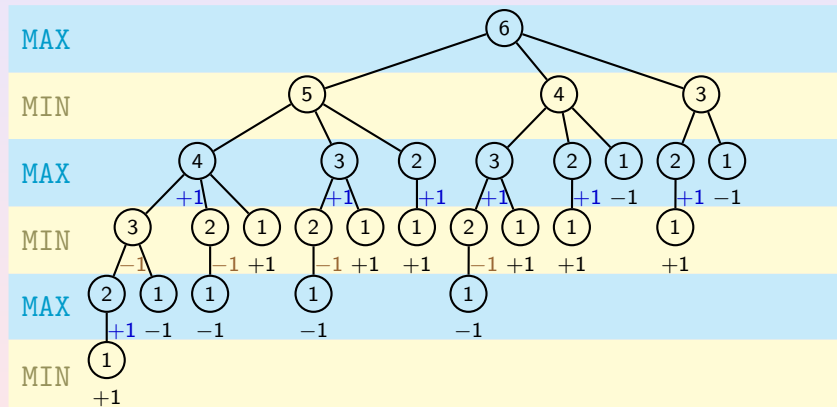 MAX 6
MIN 5 4 3
MAX 4 3 2 3 2 1 2 1
+1 +1 +1 +1 +1 −1 +1 −1
MIN 3 2 1 2 1 1 2 1 1 1
−1 −1 +1 −1 +1 +1 −1 +1 +1 +1
MAX 2 1 1 1 1
+1 −1 −1 −1 −1
MIN 1
+1